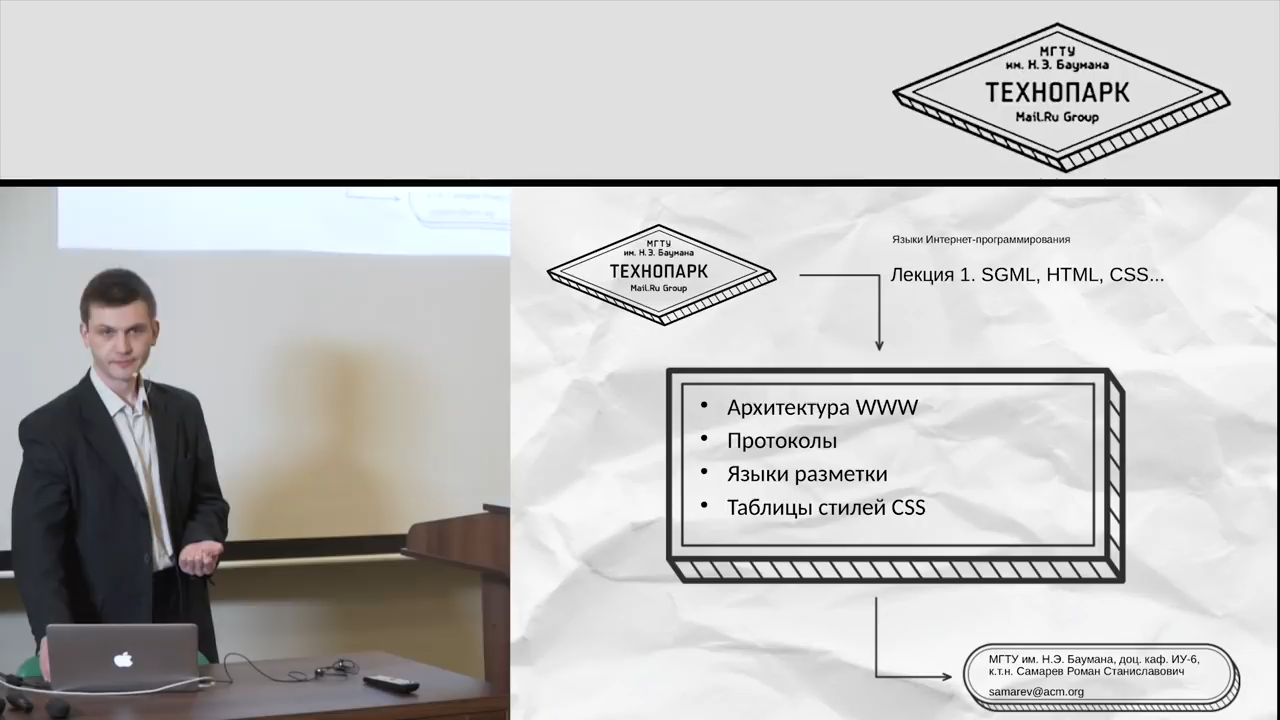 МГТУ
им. Н.Э. Баумана
ТЕХНОПАРК
Mail.Ru Group
МГТУ
им. Н.Э. Баумана
ТЕХНОПАРК
Mail.Ru Group
Языки Интернет-программирования
Лекция 1. SGML, HTML, CSS...
• Архитектура WWW
• Протоколы
• Языки разметки
• Таблицы стилей CSS
МГТУ им. Н.Э. Баумана, доц. каф. ИУ-6,
к.т.н. Самарев Роман Станиславович
samarev@acm.org